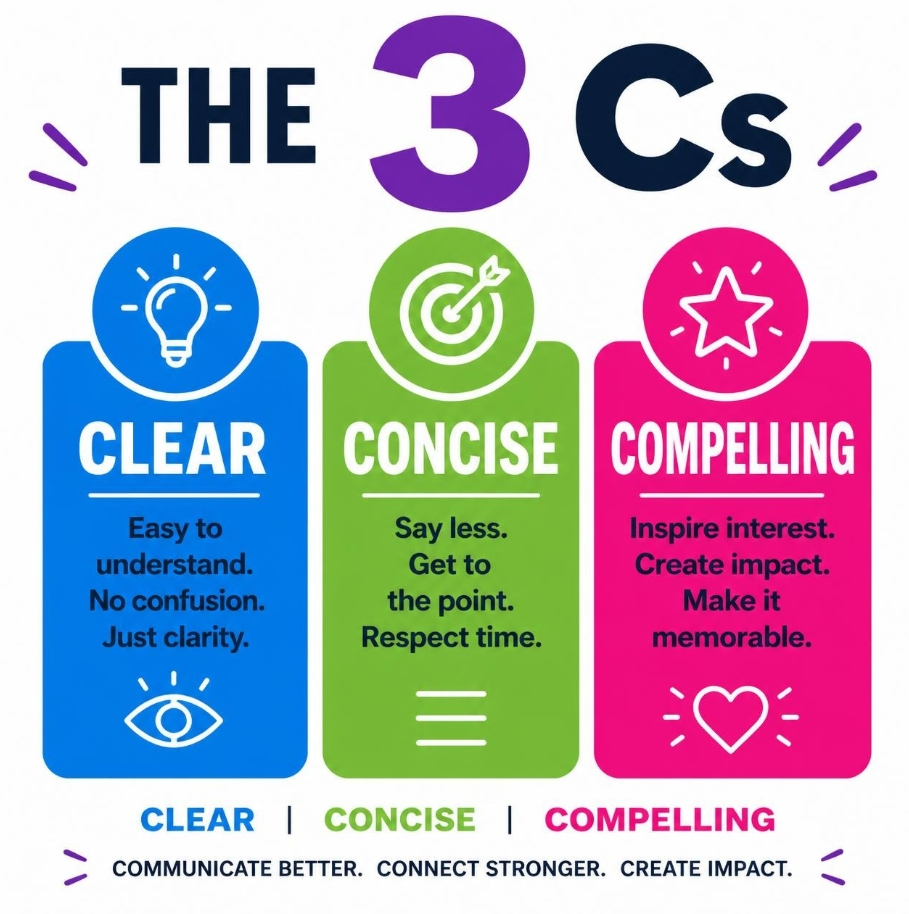 THE 3 Cs
CLEAR
Easy to
understand.
No confusion.
Just clarity.
CONCISE
Say less.
Get to
the point.
Respect time.
COMPELLING
Inspire interest.
Create impact.
Make it
memorable.
CLEAR | CONCISE | COMPELLING
COMMUNICATE BETTER. CONNECT STRONGER. CREATE IMPACT.